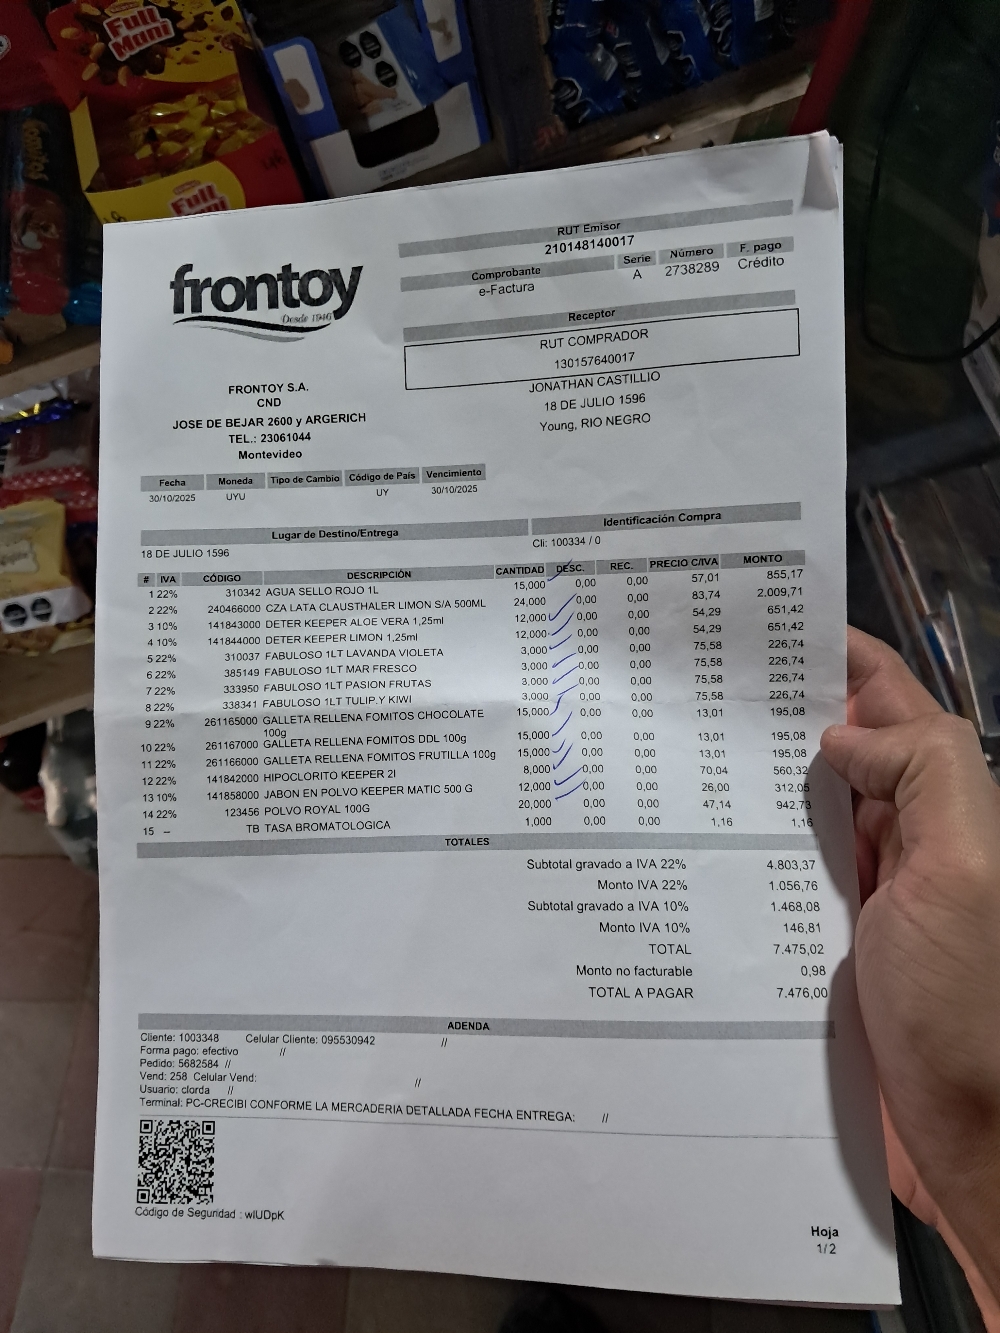 Full
Mani
Full
RUT Emisor
210148140017
Comprobante Serie Número F. pago
e-Factura A 2738289 Crédito
frontoy
Desde 1946
Receptor
RUT COMPRADOR
130157640017
JONATHAN CASTILLIO
18 DE JULIO 1596
Young, RIO NEGRO
FRONTOY S.A.
CND
JOSE DE BEJAR 2600 y ARGERICH
TEL.: 23061044
Montevideo
Fecha Moneda Tipo de Cambio Código de País Vencimiento
30/10/2025 UYU UY 30/10/2025
Lugar de Destino/Entrega Identificación Compra
18 DE JULIO 1596 Cli: 100334 / 0
# IVA CÓDIGO DESCRIPCIÓN CANTIDAD DESC. REC. PRECIO C/IVA MONTO
1 22% 310342 AGUA SELLO ROJO 1L 15,000 0,00 0,00 57,01 855,17
2 22% 240466000 CZA LATA CLAUSTHALER LIMON S/A 500ML 24,000 0,00 0,00 83,74 2.009,71
3 10% 141843000 DETER KEEPER ALOE VERA 1,25ml 12,000 0,00 0,00 54,29 651,42
4 10% 141844000 DETER KEEPER LIMON 1,25ml 12,000 0,00 0,00 54,29 651,42
5 22% 310037 FABULOSO 1LT LAVANDA VIOLETA 3,000 0,00 0,00 75,58 226,74
6 22% 385149 FABULOSO 1LT MAR FRESCO 3,000 0,00 0,00 75,58 226,74
7 22% 333950 FABULOSO 1LT PASION FRUTAS 3,000 0,00 0,00 75,58 226,74
8 22% 338341 FABULOSO 1LT TULIP.Y KIWI 3,000 0,00 0,00 75,58 226,74
9 22% 261165000 GALLETA RELLENA FOMITOS CHOCOLATE 15,000 0,00 0,00 13,01 195,08
100g
10 22% 261167000 GALLETA RELLENA FOMITOS DDL 100g 15,000 0,00 0,00 13,01 195,08
11 22% 261166000 GALLETA RELLENA FOMITOS FRUTILLA 100g 15,000 0,00 0,00 13,01 195,08
12 22% 141842000 HIPOCLORITO KEEPER 2l 8,000 0,00 0,00 70,04 560,32
13 10% 141858000 JABON EN POLVO KEEPER MATIC 500 G 12,000 0,00 0,00 26,00 312,05
14 22% 123456 POLVO ROYAL 100G 20,000 0,00 0,00 47,14 942,73
15 – TB TASA BROMATOLOGICA 1,000 0,00 0,00 1,16 1,16
TOTALES
Subtotal gravado a IVA 22% 4.803,37
Monto IVA 22% 1.056,76
Subtotal gravado a IVA 10% 1.468,08
Monto IVA 10% 146,81
TOTAL 7.475,02
Monto no facturable 0,98
TOTAL A PAGAR 7.476,00
ADENDA
Cliente: 1003348 Celular Cliente: 095530942 //
Forma pago: efectivo //
Pedido: 5682584 //
Vend: 258 Celular Vend: //
Usuario: clorda //
Terminal: PC-CRECIBI CONFORME LA MERCADERIA DETALLADA FECHA ENTREGA: //
Código de Seguridad : wIUDpK
Hoja
1/2